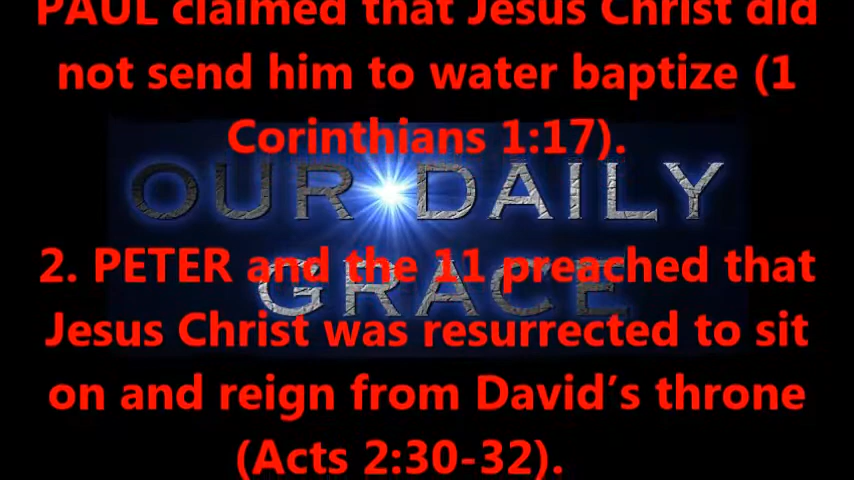 PAUL claimed that Jesus Christ did
not send him to water baptize (1
Corinthians 1:17).
OUR DAILY
GRACE
2. PETER and the 11 preached that
Jesus Christ was resurrected to sit
on and reign from David’s throne
(Acts 2:30-32).